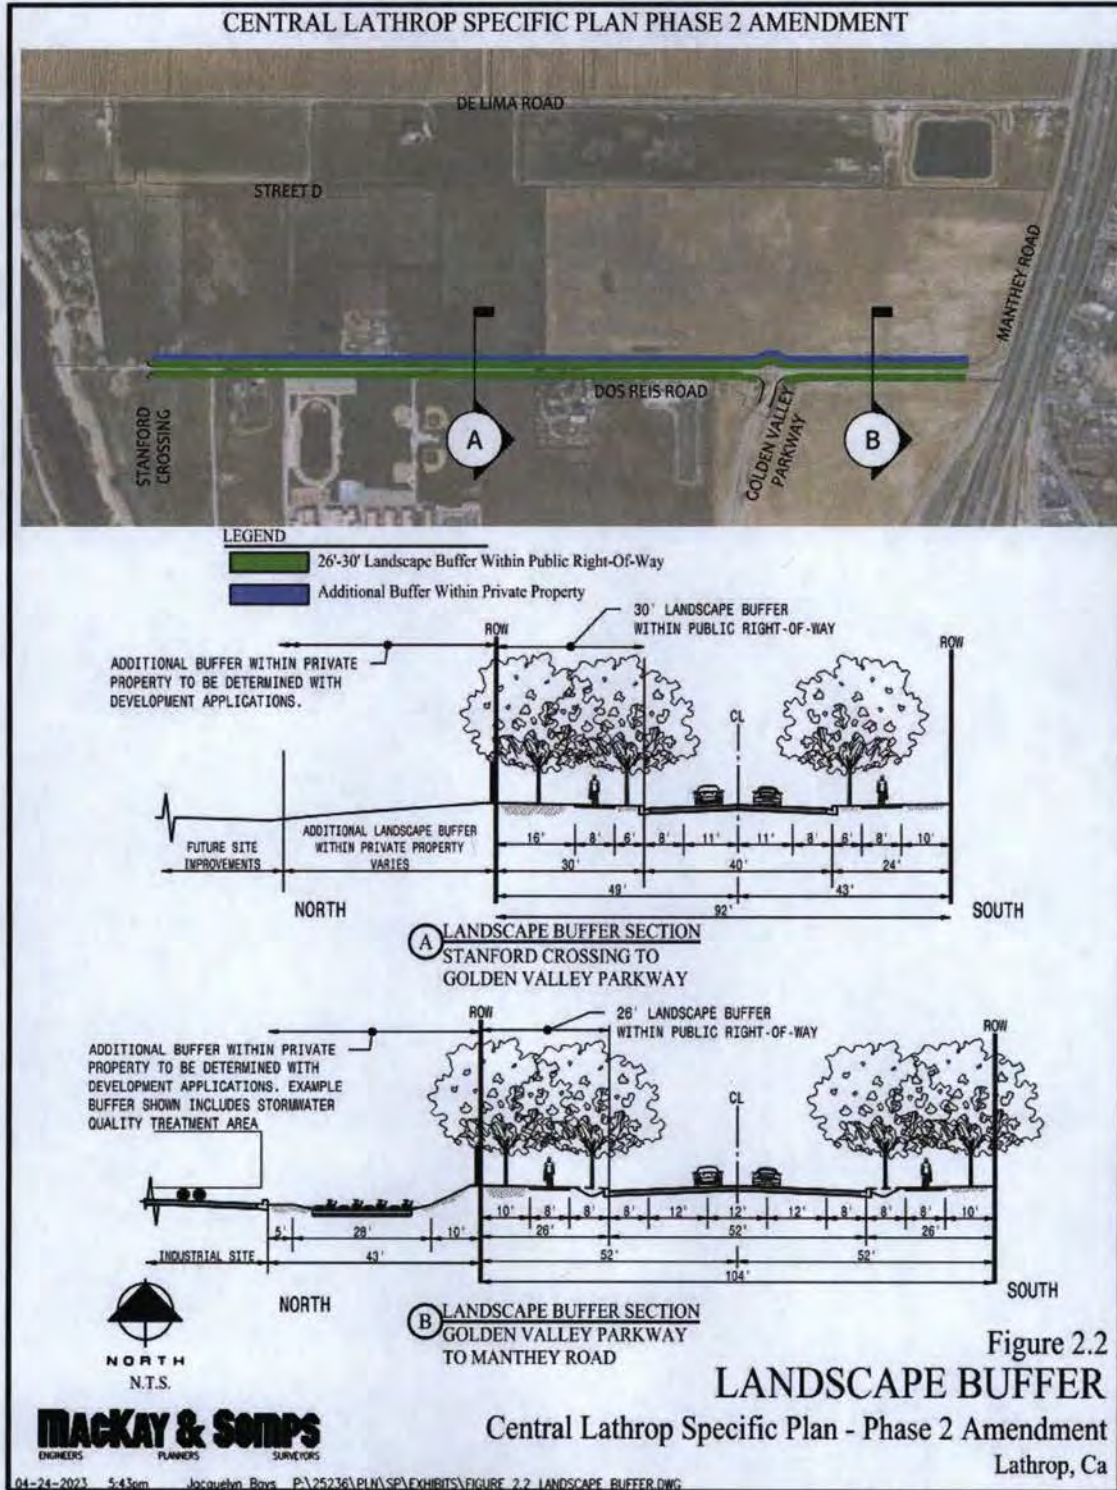 CENTRAL LATHROP SPECIFIC PLAN PHASE 2 AMENDMENT
DE LIMA ROAD
STREET D
MANTHEY ROAD
DOS REIS ROAD
STANFORD
CROSSING
GOLDEN VALLEY
PARKWAY
A
B
LEGEND
26'-30' Landscape Buffer Within Public Right-Of-Way
Additional Buffer Within Private Property
30' LANDSCAPE BUFFER
WITHIN PUBLIC RIGHT-OF-WAY
ROW
ROW
ADDITIONAL BUFFER WITHIN PRIVATE
PROPERTY TO BE DETERMINED WITH
DEVELOPMENT APPLICATIONS.
CL
FUTURE SITE
IMPROVEMENTS
ADDITIONAL LANDSCAPE BUFFER
WITHIN PRIVATE PROPERTY
VARIES
16' 8' 6' 8' 11' 11' 8' 6' 8' 10'
30' 40' 24'
49' 43'
92'
NORTH
SOUTH
A LANDSCAPE BUFFER SECTION
STANFORD CROSSING TO
GOLDEN VALLEY PARKWAY
26' LANDSCAPE BUFFER
WITHIN PUBLIC RIGHT-OF-WAY
ROW
ROW
ADDITIONAL BUFFER WITHIN PRIVATE
PROPERTY TO BE DETERMINED WITH
DEVELOPMENT APPLICATIONS. EXAMPLE
BUFFER SHOWN INCLUDES STORMWATER
QUALITY TREATMENT AREA
CL
10' 8' 8' 8' 12' 12' 12' 8' 8' 8' 10'
5' 28' 10' 26' 52' 26'
INDUSTRIAL SITE 43' 52' 52'
104'
NORTH
SOUTH
B LANDSCAPE BUFFER SECTION
GOLDEN VALLEY PARKWAY
TO MANTHEY ROAD
NORTH
N.T.S.
Figure 2.2
LANDSCAPE BUFFER
Central Lathrop Specific Plan - Phase 2 Amendment
Lathrop, Ca
MACKAY & SOMPS
ENGINEERS PLANNERS SURVEYORS
04-24-2023 5:43pm Jacquelyn Bays P:\25236\PLN\SP\EXHIBITS\FIGURE 2.2 LANDSCAPE BUFFER.DWG